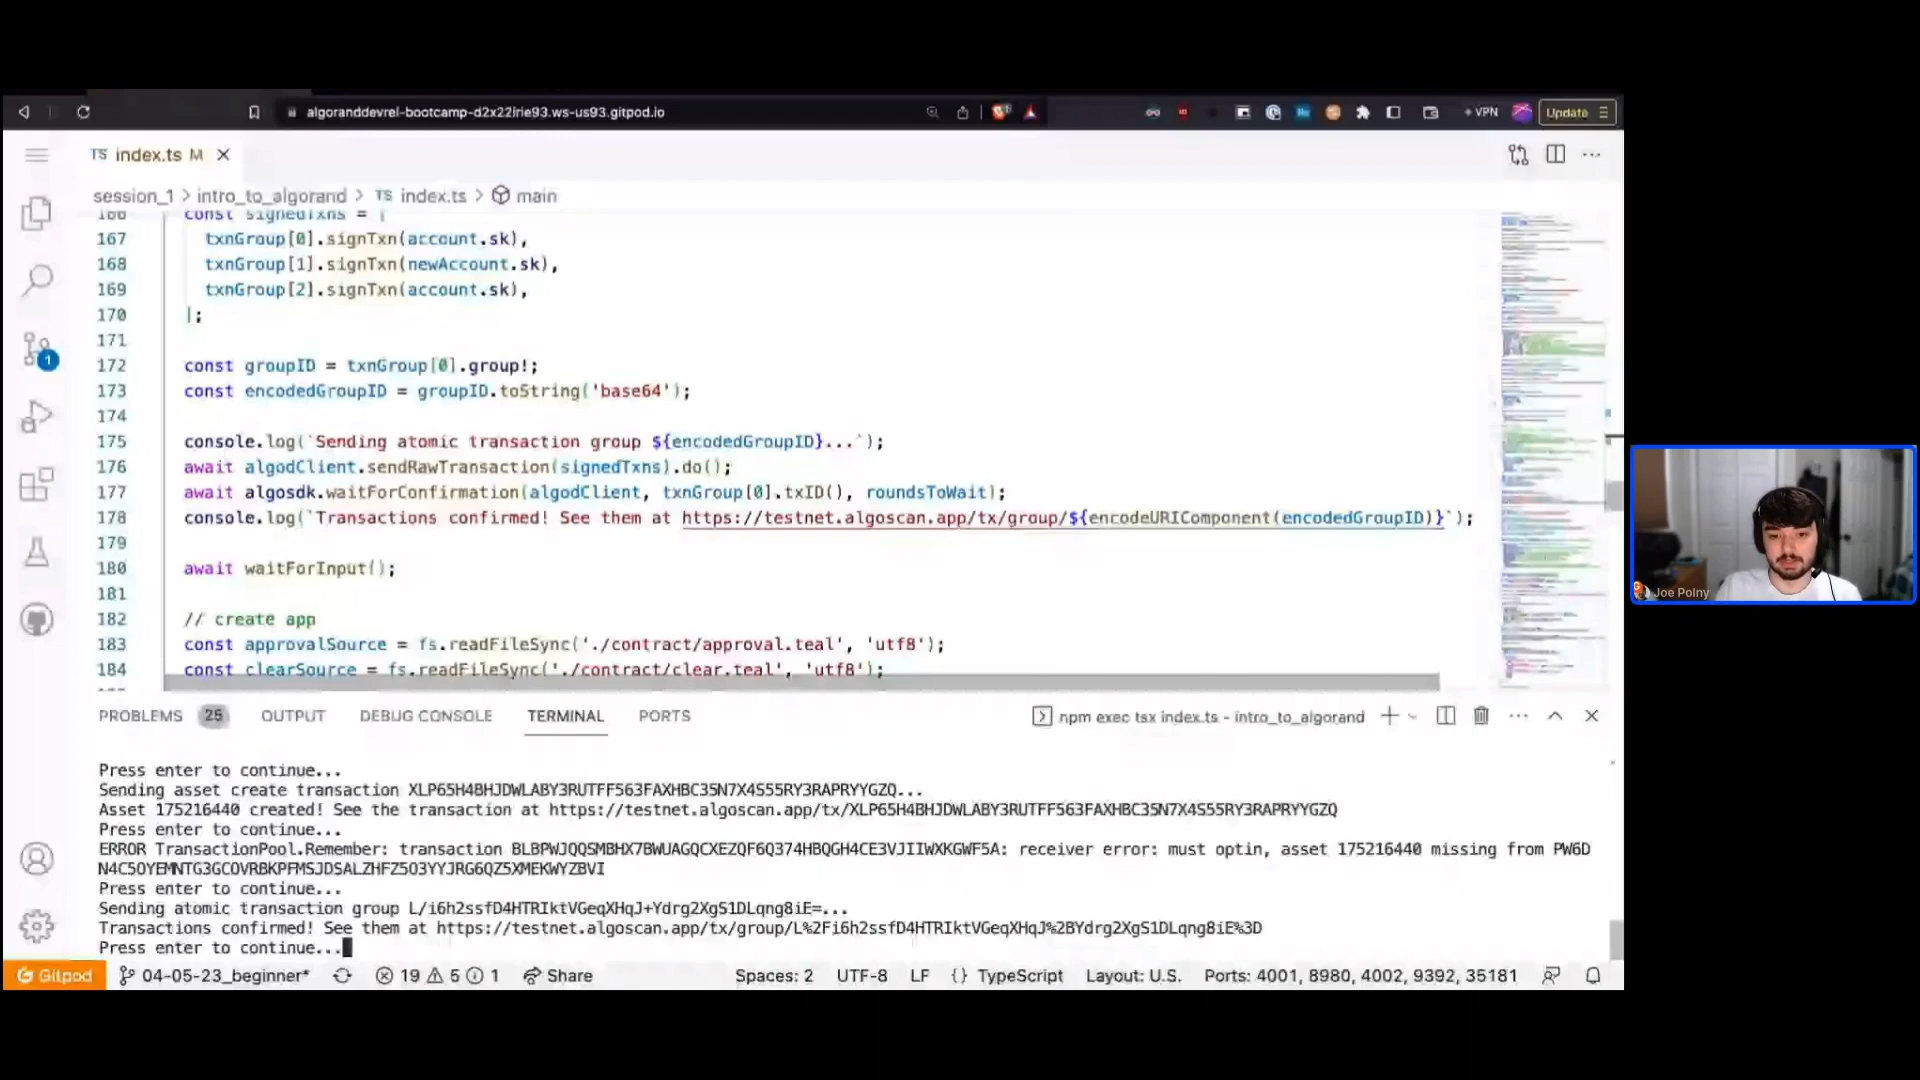 algoranddevrel-bootcamp-d2x22irie93.ws-us93.gitpod.io
+ VPN
Update
TS index.ts M
session_1 > intro_to_algorand > TS index.ts > main
166 const signedTxns = [
167 txnGroup[0].signTxn(account.sk),
168 txnGroup[1].signTxn(newAccount.sk),
169 txnGroup[2].signTxn(account.sk),
170 ];
171
172 const groupID = txnGroup[0].group!;
173 const encodedGroupID = groupID.toString('base64');
174
175 console.log(`Sending atomic transaction group ${encodedGroupID}...`);
176 await algodClient.sendRawTransaction(signedTxns).do();
177 await algosdk.waitForConfirmation(algodClient, txnGroup[0].txID(), roundsToWait);
178 console.log(`Transactions confirmed! See them at https://testnet.algoscan.app/tx/group/${encodeURIComponent(encodedGroupID)}`);
179
180 await waitForInput();
181
182 // create app
183 const approvalSource = fs.readFileSync('./contract/approval.teal', 'utf8');
184 const clearSource = fs.readFileSync('./contract/clear.teal', 'utf8');
1
PROBLEMS 25 OUTPUT DEBUG CONSOLE TERMINAL PORTS
npm exec tsx index.ts - intro_to_algorand
Press enter to continue...
Sending asset create transaction XLP65H4BHJDWLABY3RUTFF563FAXHBC35N7X4S55RY3RAPRYYGZQ...
Asset 175216440 created! See the transaction at https://testnet.algoscan.app/tx/XLP65H4BHJDWLABY3RUTFF563FAXHBC35N7X4S55RY3RAPRYYGZQ
Press enter to continue...
ERROR TransactionPool.Remember: transaction BLBPWJQQSMBHX7BWUAGQCXEZQF6Q374HBQGH4CE3VJIIWXKGWF5A: receiver error: must optin, asset 175216440 missing from PW6D
N4C5OYEMNTG3GCOVRBKPFMSJDSALZHFZ5O3YYJRG6QZ5XMEKWYZBVI
Press enter to continue...
Sending atomic transaction group L/i6h2ssfD4HTRIktVGeqXHqJ+Ydrg2XgS1DLqng8iE=...
Transactions confirmed! See them at https://testnet.algoscan.app/tx/group/L%2Fi6h2ssfD4HTRIktVGeqXHqJ%2BYdrg2XgS1DLqng8iE%3D
Press enter to continue...
Gitpod 04-05-23_beginner* 19 5 1 Share Spaces: 2 UTF-8 LF {} TypeScript Layout: U.S. Ports: 4001, 8980, 4002, 9392, 35181
Joe Polny